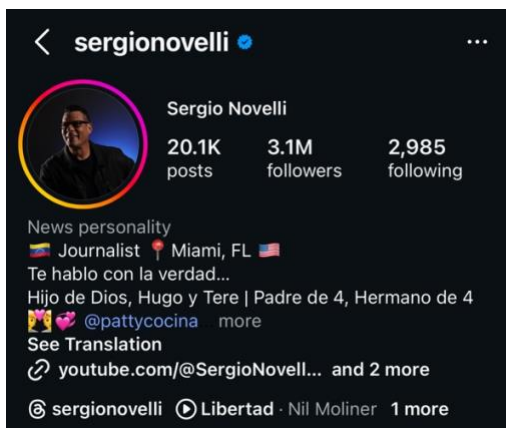 sergionovelli
Sergio Novelli
20.1K 3.1M 2,985
posts followers following
News personality
🇻🇪 Journalist 📍 Miami, FL 🇺🇸
Te hablo con la verdad...
Hijo de Dios, Hugo y Tere | Padre de 4, Hermano de 4
@pattycocina... more
See Translation
youtube.com/@SergioNovell... and 2 more
sergionovelli Libertad · Nil Moliner 1 more